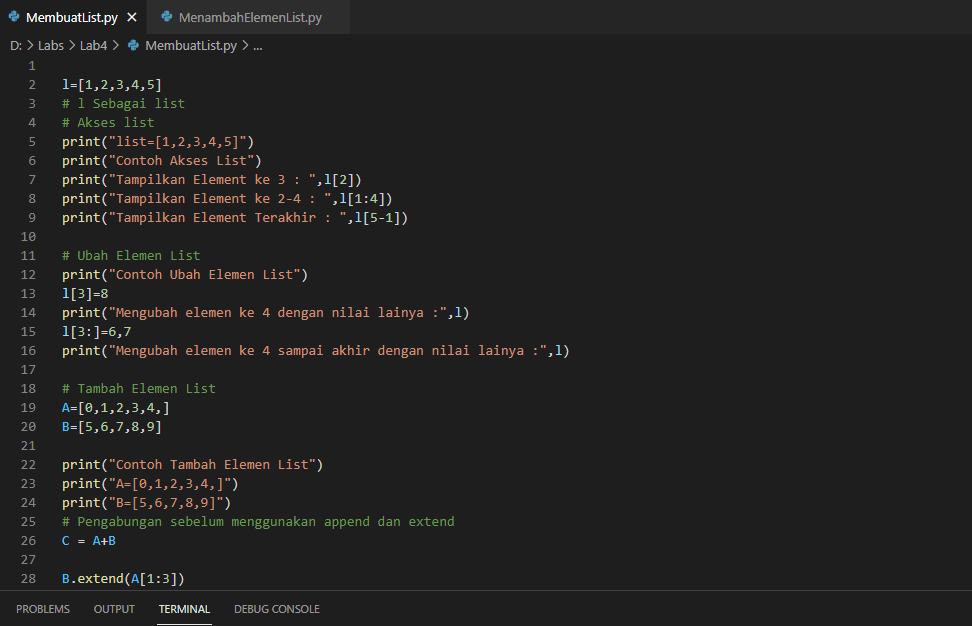 MembuatList.py MenambahElemenList.py
D: > Labs > Lab4 > MembuatList.py > ...
1
2 l=[1,2,3,4,5]
3 # l Sebagai list
4 # Akses list
5 print("list=[1,2,3,4,5]")
6 print("Contoh Akses List")
7 print("Tampilkan Element ke 3 : ",l[2])
8 print("Tampilkan Element ke 2-4 : ",l[1:4])
9 print("Tampilkan Element Terakhir : ",l[5-1])
10
11 # Ubah Elemen List
12 print("Contoh Ubah Elemen List")
13 l[3]=8
14 print("Mengubah elemen ke 4 dengan nilai lainya :",l)
15 l[3:]=6,7
16 print("Mengubah elemen ke 4 sampai akhir dengan nilai lainya :",l)
17
18 # Tambah Elemen List
19 A=[0,1,2,3,4,]
20 B=[5,6,7,8,9]
21
22 print("Contoh Tambah Elemen List")
23 print("A=[0,1,2,3,4,]")
24 print("B=[5,6,7,8,9]")
25 # Pengabungan sebelum menggunakan append dan extend
26 C = A+B
27
28 B.extend(A[1:3])
PROBLEMS OUTPUT TERMINAL DEBUG CONSOLE